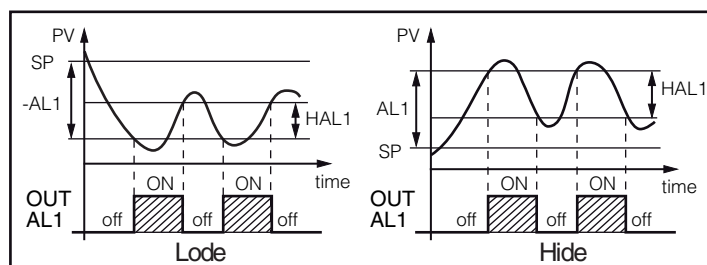 PV
SP
-AL1
HAL1
time
ON ON
OUT
AL1
off off off
Lode
PV
AL1
HAL1
SP
time
ON ON
OUT
AL1
off off off
Hide